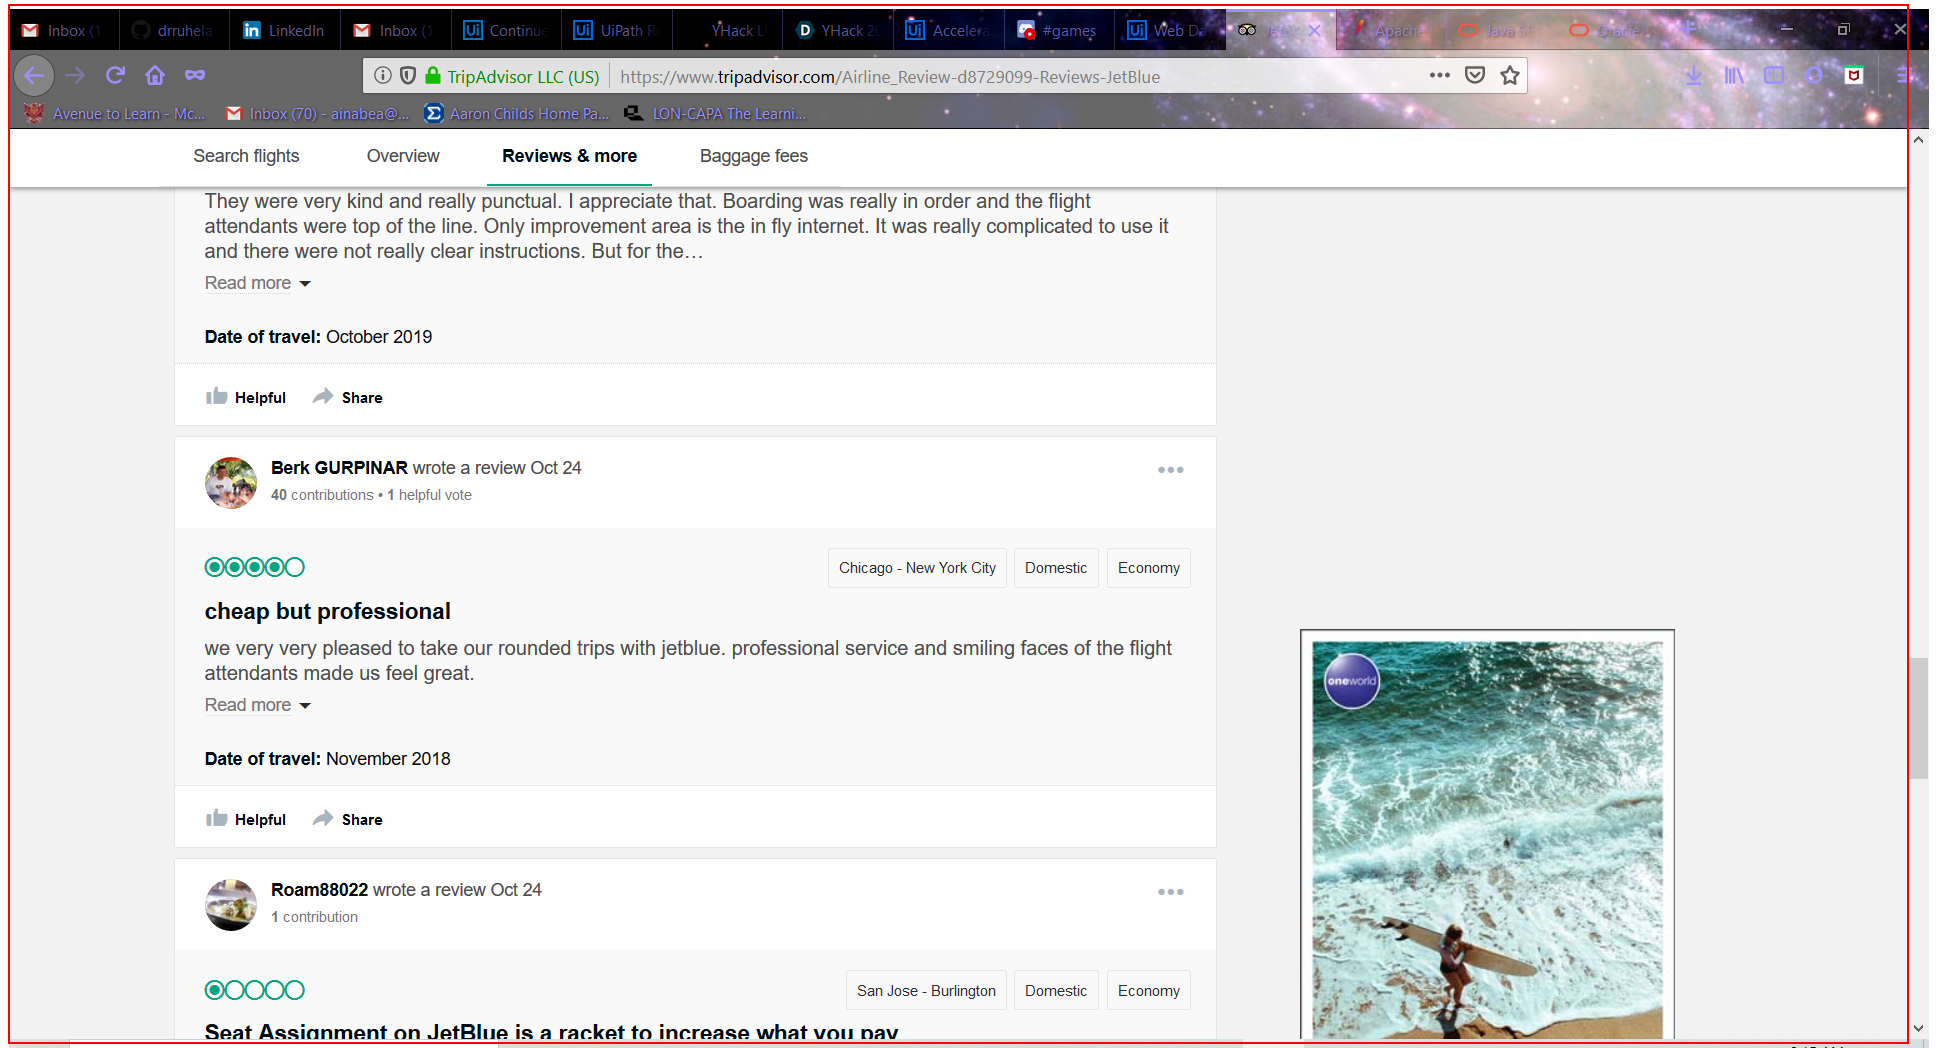 Inbox (1
drruhela
LinkedIn
Inbox (1
Continue
UiPath R
YHack Li
YHack 20
Accelera
#games
Web Da
Apach
Java SE
Oracle
TripAdvisor LLC (US)
https://www.tripadvisor.com/Airline_Review-d8729099-Reviews-JetBlue
Avenue to Learn - Mc...
Inbox (70) - ainabea@...
Aaron Childs Home Pa...
LON-CAPA The Learni...
Search flights
Overview
Reviews & more
Baggage fees
They were very kind and really punctual. I appreciate that. Boarding was really in order and the flight
attendants were top of the line. Only improvement area is the in fly internet. It was really complicated to use it
and there were not really clear instructions. But for the…
Read more
Date of travel: October 2019
Helpful
Share
Berk GURPINAR wrote a review Oct 24
40 contributions • 1 helpful vote
Chicago - New York City
Domestic
Economy
cheap but professional
we very very pleased to take our rounded trips with jetblue. professional service and smiling faces of the flight
attendants made us feel great.
Read more
Date of travel: November 2018
Helpful
Share
Roam88022 wrote a review Oct 24
1 contribution
San Jose - Burlington
Domestic
Economy
Seat Assignment on JetBlue is a racket to increase what you pay
oneworld